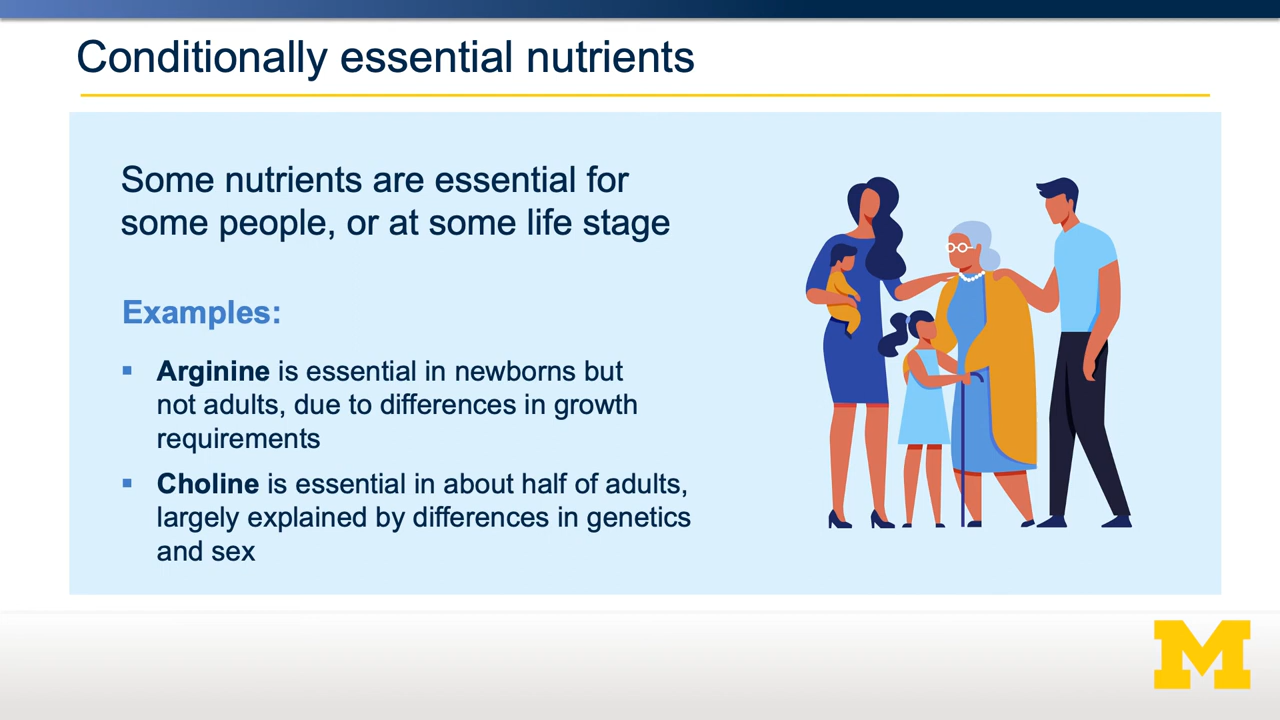 Conditionally essential nutrients
Some nutrients are essential for
some people, or at some life stage
Examples:
▪ Arginine is essential in newborns but
not adults, due to differences in growth
requirements
▪ Choline is essential in about half of adults,
largely explained by differences in genetics
and sex
M